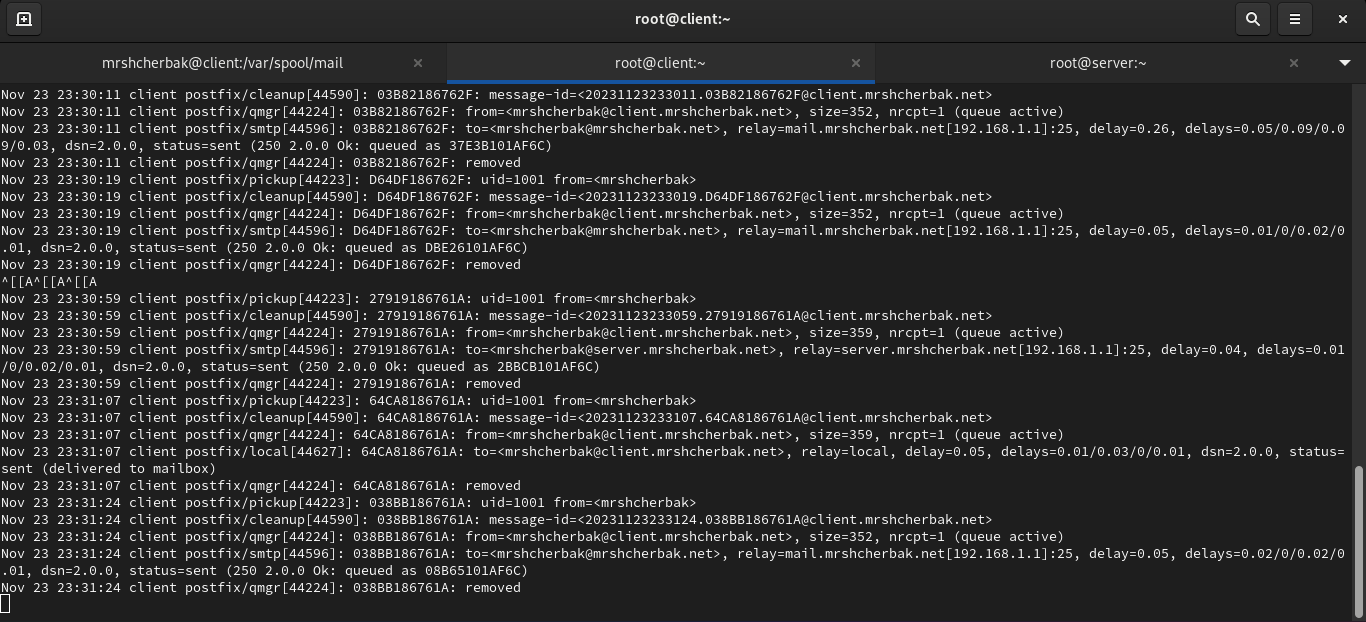 root@client:~
mrshcherbak@client:/var/spool/mail
root@client:~
root@server:~
Nov 23 23:30:11 client postfix/cleanup[44590]: 03B82186762F: message-id=<20231123233011.03B82186762F@client.mrshcherbak.net>
Nov 23 23:30:11 client postfix/qmgr[44224]: 03B82186762F: from=<mrshcherbak@client.mrshcherbak.net>, size=352, nrcpt=1 (queue active)
Nov 23 23:30:11 client postfix/smtp[44596]: 03B82186762F: to=<mrshcherbak@mrshcherbak.net>, relay=mail.mrshcherbak.net[192.168.1.1]:25, delay=0.26, delays=0.05/0.09/0.0
9/0.03, dsn=2.0.0, status=sent (250 2.0.0 Ok: queued as 37E3B101AF6C)
Nov 23 23:30:11 client postfix/qmgr[44224]: 03B82186762F: removed
Nov 23 23:30:19 client postfix/pickup[44223]: D64DF186762F: uid=1001 from=<mrshcherbak>
Nov 23 23:30:19 client postfix/cleanup[44590]: D64DF186762F: message-id=<20231123233019.D64DF186762F@client.mrshcherbak.net>
Nov 23 23:30:19 client postfix/qmgr[44224]: D64DF186762F: from=<mrshcherbak@client.mrshcherbak.net>, size=352, nrcpt=1 (queue active)
Nov 23 23:30:19 client postfix/smtp[44596]: D64DF186762F: to=<mrshcherbak@mrshcherbak.net>, relay=mail.mrshcherbak.net[192.168.1.1]:25, delay=0.05, delays=0.01/0/0.02/0
.01, dsn=2.0.0, status=sent (250 2.0.0 Ok: queued as DBE26101AF6C)
Nov 23 23:30:19 client postfix/qmgr[44224]: D64DF186762F: removed
^[[A^[[A^[[A
Nov 23 23:30:59 client postfix/pickup[44223]: 27919186761A: uid=1001 from=<mrshcherbak>
Nov 23 23:30:59 client postfix/cleanup[44590]: 27919186761A: message-id=<20231123233059.27919186761A@client.mrshcherbak.net>
Nov 23 23:30:59 client postfix/qmgr[44224]: 27919186761A: from=<mrshcherbak@client.mrshcherbak.net>, size=359, nrcpt=1 (queue active)
Nov 23 23:30:59 client postfix/smtp[44596]: 27919186761A: to=<mrshcherbak@server.mrshcherbak.net>, relay=server.mrshcherbak.net[192.168.1.1]:25, delay=0.04, delays=0.01
/0/0.02/0.01, dsn=2.0.0, status=sent (250 2.0.0 Ok: queued as 2BBCB101AF6C)
Nov 23 23:30:59 client postfix/qmgr[44224]: 27919186761A: removed
Nov 23 23:31:07 client postfix/pickup[44223]: 64CA8186761A: uid=1001 from=<mrshcherbak>
Nov 23 23:31:07 client postfix/cleanup[44590]: 64CA8186761A: message-id=<20231123233107.64CA8186761A@client.mrshcherbak.net>
Nov 23 23:31:07 client postfix/qmgr[44224]: 64CA8186761A: from=<mrshcherbak@client.mrshcherbak.net>, size=359, nrcpt=1 (queue active)
Nov 23 23:31:07 client postfix/local[44627]: 64CA8186761A: to=<mrshcherbak@client.mrshcherbak.net>, relay=local, delay=0.05, delays=0.01/0.03/0/0.01, dsn=2.0.0, status=
sent (delivered to mailbox)
Nov 23 23:31:07 client postfix/qmgr[44224]: 64CA8186761A: removed
Nov 23 23:31:24 client postfix/pickup[44223]: 038BB186761A: uid=1001 from=<mrshcherbak>
Nov 23 23:31:24 client postfix/cleanup[44590]: 038BB186761A: message-id=<20231123233124.038BB186761A@client.mrshcherbak.net>
Nov 23 23:31:24 client postfix/qmgr[44224]: 038BB186761A: from=<mrshcherbak@client.mrshcherbak.net>, size=352, nrcpt=1 (queue active)
Nov 23 23:31:24 client postfix/smtp[44596]: 038BB186761A: to=<mrshcherbak@mrshcherbak.net>, relay=mail.mrshcherbak.net[192.168.1.1]:25, delay=0.05, delays=0.02/0/0.02/0
.01, dsn=2.0.0, status=sent (250 2.0.0 Ok: queued as 08B65101AF6C)
Nov 23 23:31:24 client postfix/qmgr[44224]: 038BB186761A: removed